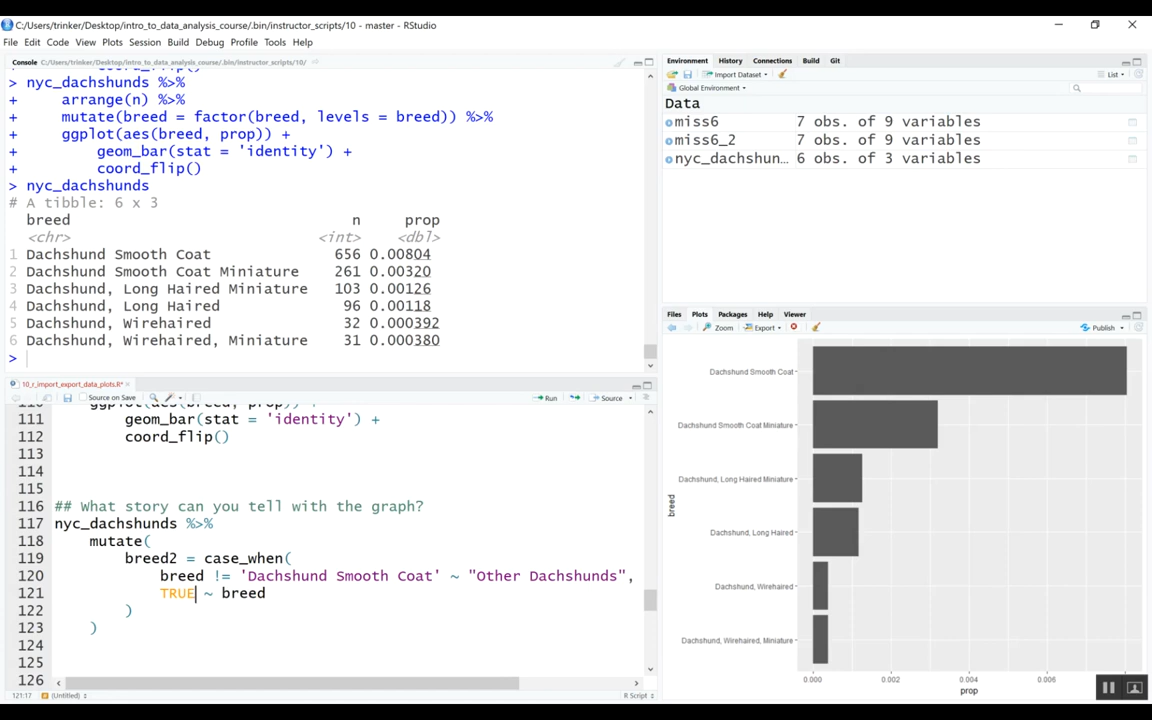 C:/Users/trinker/Desktop/intro_to_data_analysis_course/.bin/instructor_scripts/10 - master - RStudio
File Edit Code View Plots Session Build Debug Profile Tools Help
Console C:/Users/trinker/Desktop/intro_to_data_analysis_course/.bin/instructor_scripts/10/
> nyc_dachshunds %>%
+ arrange(n) %>%
+ mutate(breed = factor(breed, levels = breed)) %>%
+ ggplot(aes(breed, prop)) +
+ geom_bar(stat = 'identity') +
+ coord_flip()
> nyc_dachshunds
# A tibble: 6 x 3
breed n prop
<chr> <int> <dbl>
1 Dachshund Smooth Coat 656 0.00804
2 Dachshund Smooth Coat Miniature 261 0.00320
3 Dachshund, Long Haired Miniature 103 0.00126
4 Dachshund, Long Haired 96 0.00118
5 Dachshund, Wirehaired 32 0.000392
6 Dachshund, Wirehaired, Miniature 31 0.000380
>
10_r_import_export_data_plots.R*
Source on Save Run Source
ggplot(aes(breed, prop)) +
111 geom_bar(stat = 'identity') +
112 coord_flip()
113
114
115
116 ## What story can you tell with the graph?
117 nyc_dachshunds %>%
118 mutate(
119 breed2 = case_when(
120 breed != 'Dachshund Smooth Coat' ~ "Other Dachshunds",
121 TRUE ~ breed
122 )
123 )
124
125
126
121:17 (Untitled) R Script
Environment History Connections Build Git
Import Dataset List
Global Environment
Data
miss6 7 obs. of 9 variables
miss6_2 7 obs. of 9 variables
nyc_dachshun... 6 obs. of 3 variables
Files Plots Packages Help Viewer
Zoom Export Publish
Dachshund Smooth Coat
Dachshund Smooth Coat Miniature
Dachshund, Long Haired Miniature
Dachshund, Long Haired
Dachshund, Wirehaired
Dachshund, Wirehaired, Miniature
breed
0.000 0.002 0.004 0.006
prop